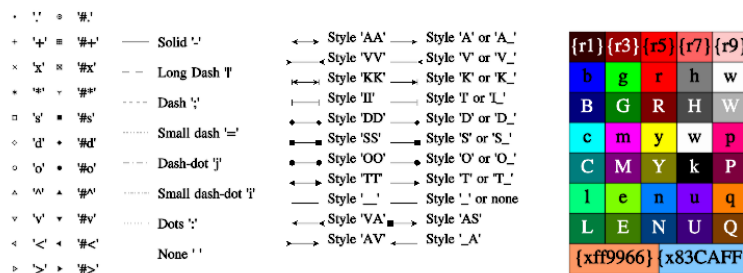 '.' '#.'
'+' '#+'
'x' '#x'
'*' '#*'
's' '#s'
'd' '#d'
'o' '#o'
'^' '#^'
'v' '#v'
'<' '#<'
'>' '#>'
Solid '-'
Long Dash '|'
Dash ';'
Small dash '='
Dash-dot 'j'
Small dash-dot 'i'
Dots ':'
None ' '
Style 'AA' Style 'A' or 'A_'
Style 'VV' Style 'V' or 'V_'
Style 'KK' Style 'K' or 'K_'
Style 'II' Style 'I' or 'I_'
Style 'DD' Style 'D' or 'D_'
Style 'SS' Style 'S' or 'S_'
Style 'OO' Style 'O' or 'O_'
Style 'TT' Style 'T' or 'T_'
Style '__' Style '_' or none
Style 'VA' Style 'AS'
Style 'AV' Style '_A'
{r1} {r3} {r5} {r7} {r9}
b g r h w
B G R H W
c m y w p
C M Y k P
l e n u q
L E N U Q
{xff9966} {x83CAFF}